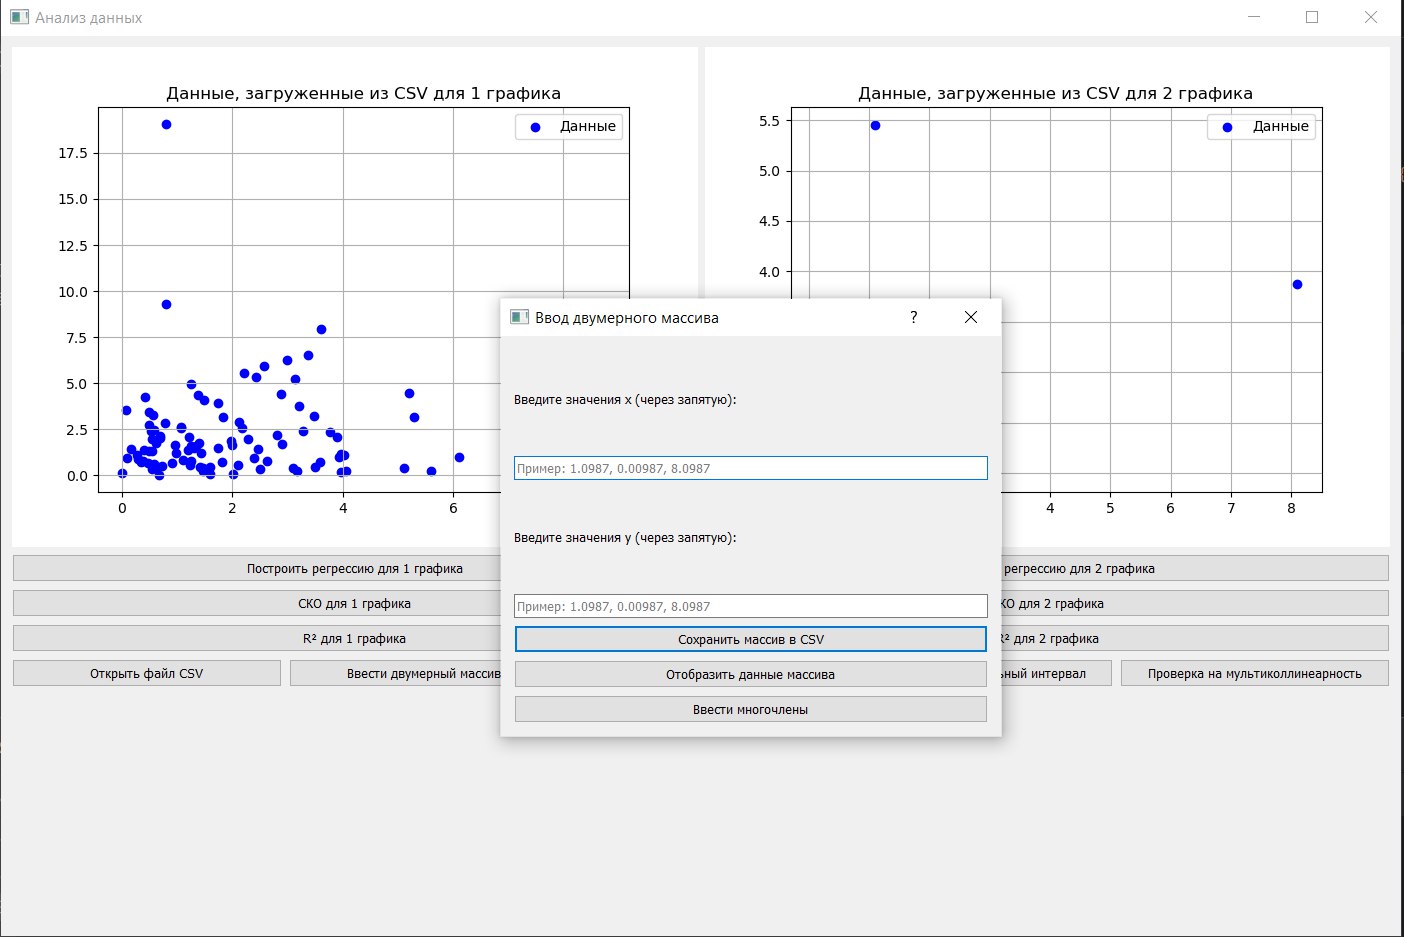 Анализ данных
Данные, загруженные из CSV для 1 графика
Данные
17.5
15.0
12.5
10.0
7.5
5.0
2.5
0.0
0 2 4 6
Данные, загруженные из CSV для 2 графика
Данные
5.5
5.0
4.5
4.0
4 5 6 7 8
Ввод двумерного массива
?
Введите значения x (через запятую):
Пример: 1.0987, 0.00987, 8.0987
Введите значения y (через запятую):
Пример: 1.0987, 0.00987, 8.0987
Сохранить массив в CSV
Отобразить данные массива
Ввести многочлены
Построить регрессию для 1 графика
регрессию для 2 графика
СКО для 1 графика
КО для 2 графика
R² для 1 графика
R² для 2 графика
Открыть файл CSV
Ввести двумерный массив
ьный интервал
Проверка на мультиколлинеарность